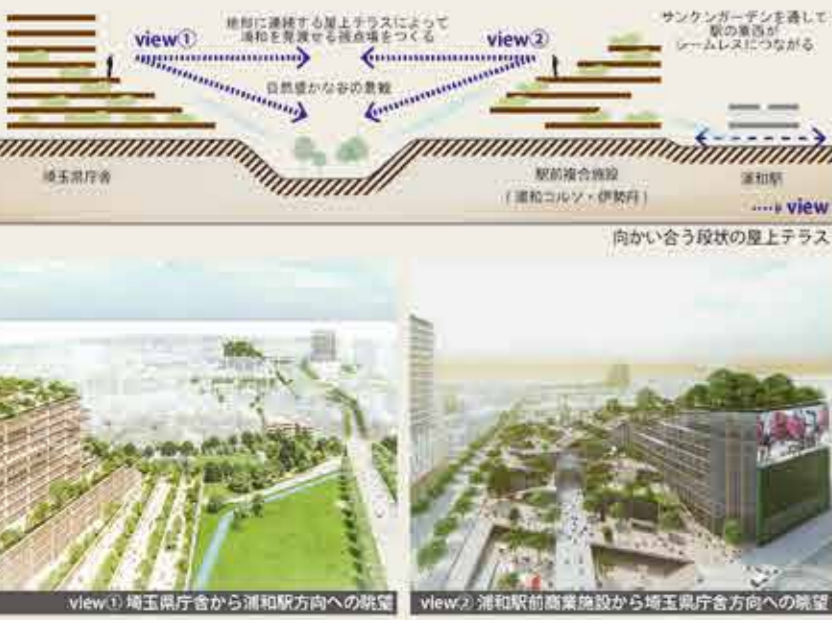 地形に連続する屋上テラスによって
浦和を見渡せる視点場をつくる
サンクンガーデンを通して
駅の東西が
シームレスにつながる
view①
view②
自然豊かな谷の景観
埼玉県庁舎
駅前複合施設
(浦和コルソ・伊勢丹)
浦和駅
view
向かい合う段状の屋上テラス
view① 埼玉県庁舎から浦和駅方向への眺望
view② 浦和駅前商業施設から埼玉県庁舎方向への眺望